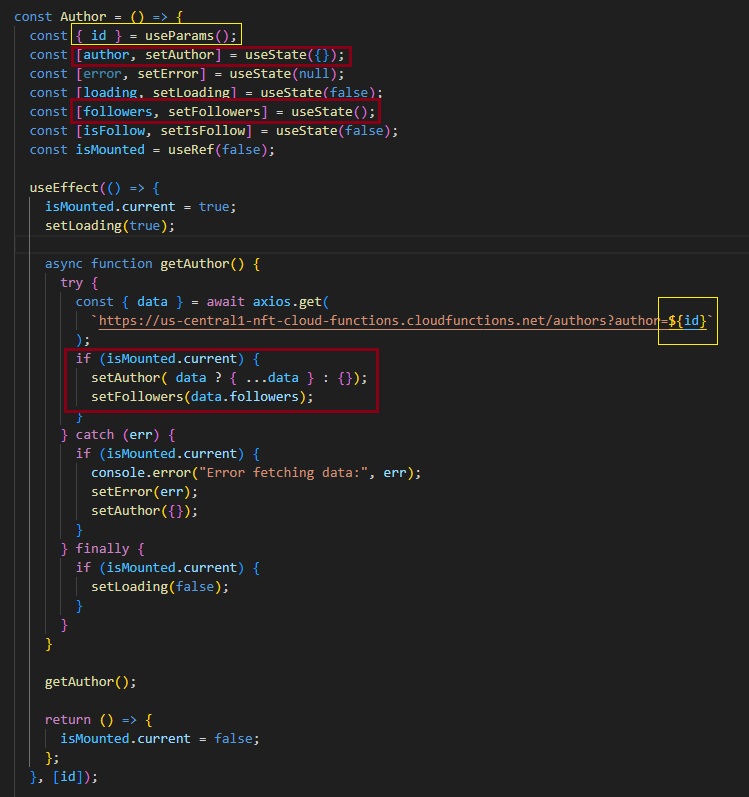 const Author = () => {
const { id } = useParams();
const [author, setAuthor] = useState({});
const [error, setError] = useState(null);
const [loading, setLoading] = useState(false);
const [followers, setFollowers] = useState();
const [isFollow, setIsFollow] = useState(false);
const isMounted = useRef(false);
useEffect(() => {
isMounted.current = true;
setLoading(true);
async function getAuthor() {
try {
const { data } = await axios.get(
`https://us-central1-nft-cloud-functions.cloudfunctions.net/authors?author=${id}`
);
if (isMounted.current) {
setAuthor( data ? { ...data } : {});
setFollowers(data.followers);
}
} catch (err) {
if (isMounted.current) {
console.error("Error fetching data:", err);
setError(err);
setAuthor({});
}
} finally {
if (isMounted.current) {
setLoading(false);
}
}
}
getAuthor();
return () => {
isMounted.current = false;
};
}, [id]);